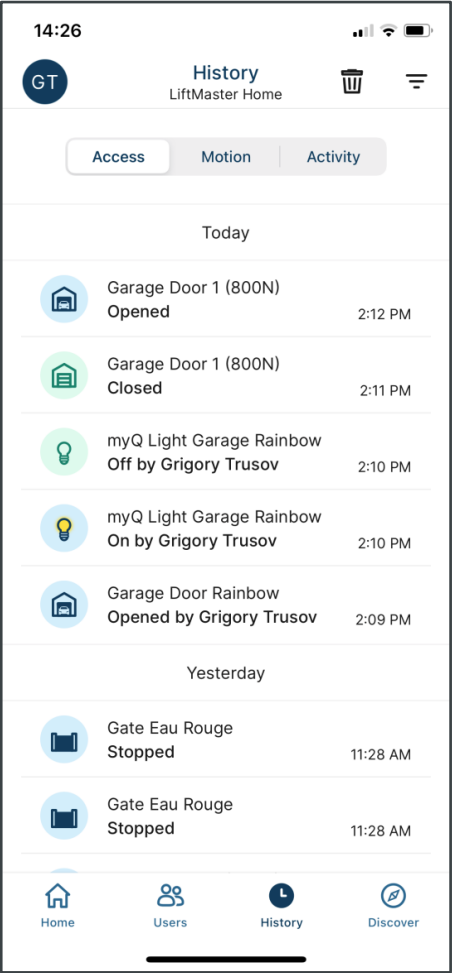 14:26
GT
History
LiftMaster Home
Access Motion Activity
Today
Garage Door 1 (800N)
Opened
2:12 PM
Garage Door 1 (800N)
Closed
2:11 PM
myQ Light Garage Rainbow
Off by Grigory Trusov
2:10 PM
myQ Light Garage Rainbow
On by Grigory Trusov
2:10 PM
Garage Door Rainbow
Opened by Grigory Trusov
2:09 PM
Yesterday
Gate Eau Rouge
Stopped
11:28 AM
Gate Eau Rouge
Stopped
11:28 AM
Home Users History Discover